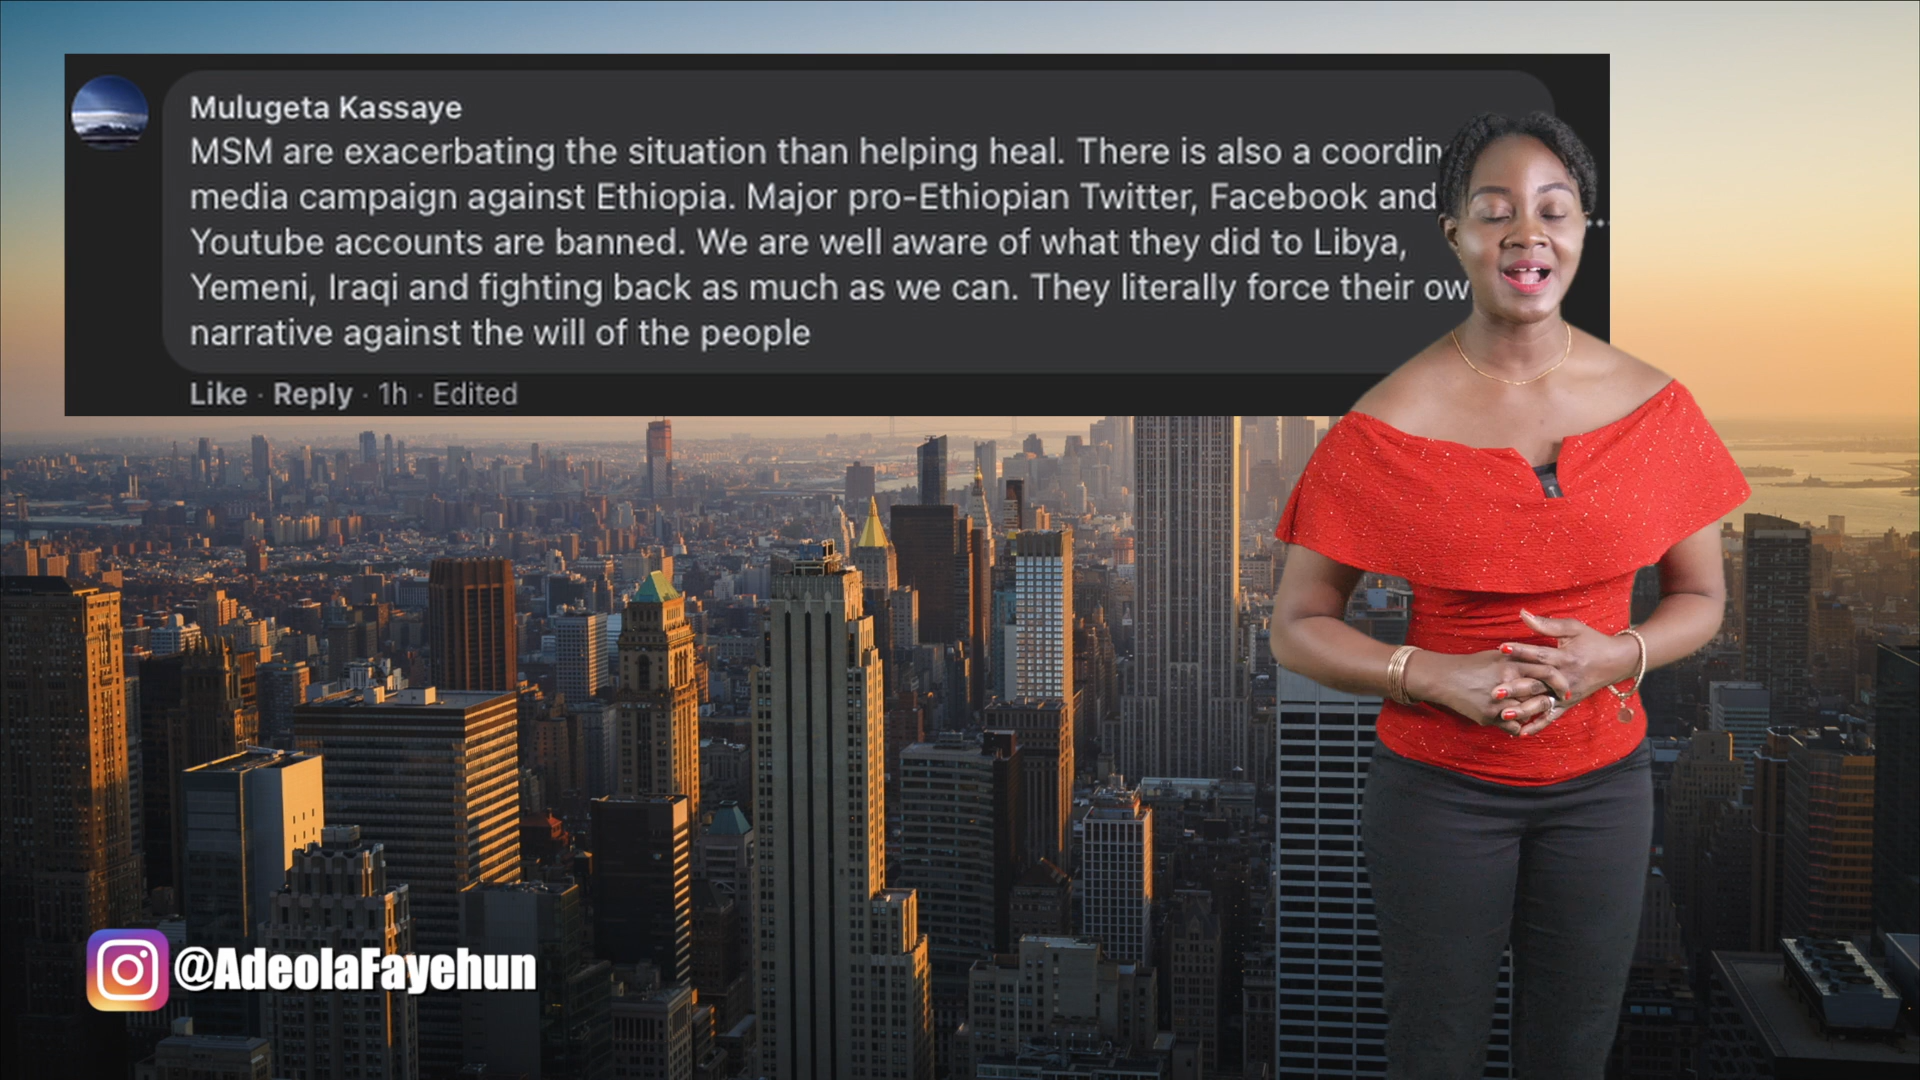 Mulugeta Kassaye
MSM are exacerbating the situation than helping heal. There is also a
media campaign against Ethiopia. Major pro-Ethiopian Twitter, Facebook and
Youtube accounts are banned. We are well aware of what they did to Libya,
Yemeni, Iraqi and fighting back as much as we can. They literally force their
narrative against the will of the people
Like · Reply · 1h · Edited
@AdeolaFayehun